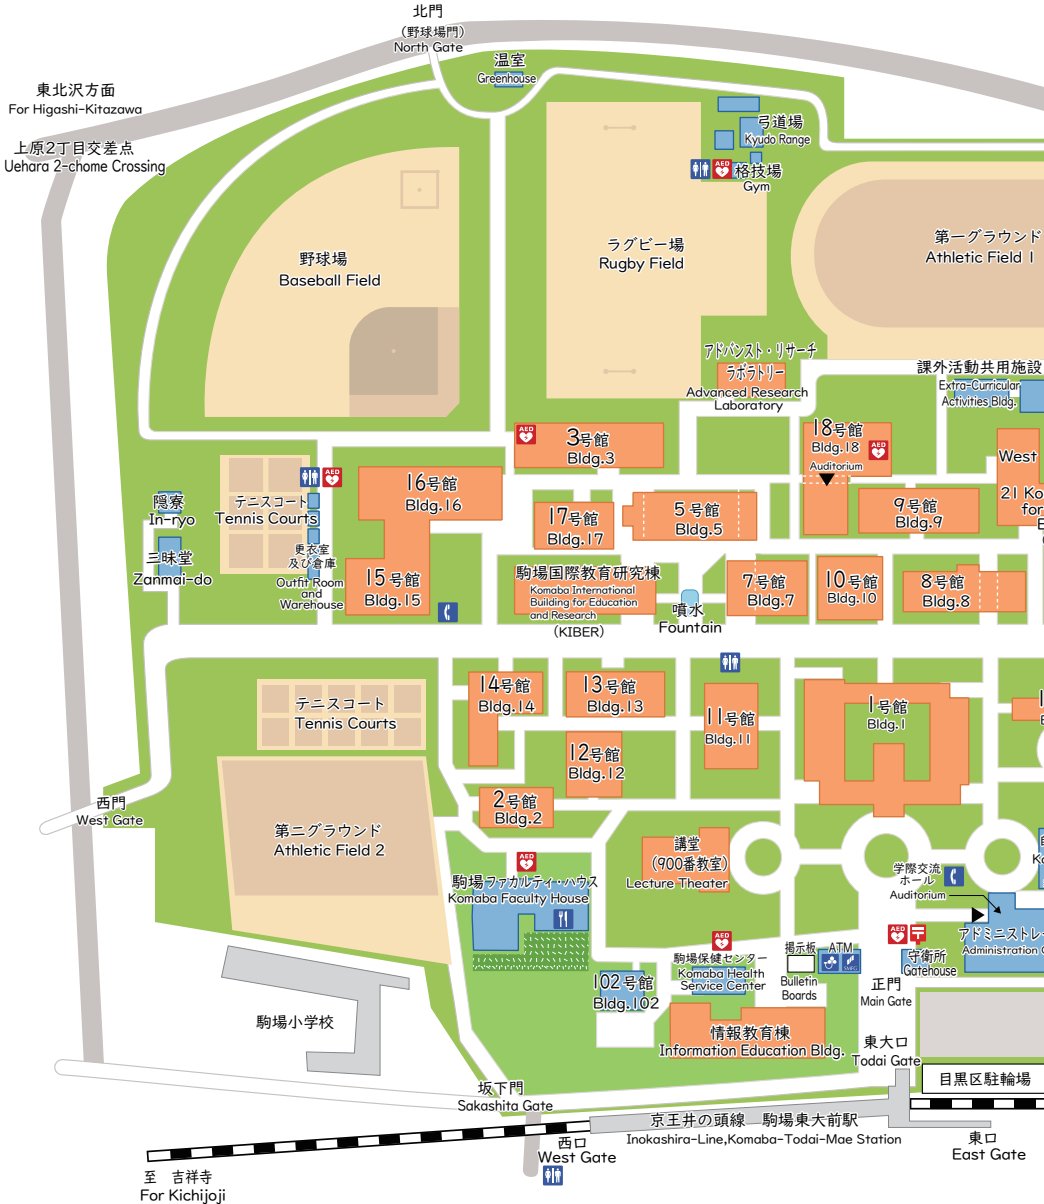 北門
(野球場門)
North Gate
温室
Greenhouse
東北沢方面
For Higashi-Kitazawa
上原2丁目交差点
Uehara 2-chome Crossing
弓道場
Kyudo Range
AED
格技場
Gym
野球場
Baseball Field
ラグビー場
Rugby Field
第一グラウンド
Athletic Field 1
アドバンスト・リサーチ
ラボラトリー
Advanced Research
Laboratory
課外活動共用施設
Extra-Curricular
Activities Bldg.
AED
3号館
Bldg.3
18号館
Bldg.18
AED
Auditorium
West
AED
16号館
Bldg.16
隠寮
In-ryo
テニスコート
Tennis Courts
17号館
Bldg.17
5号館
Bldg.5
9号館
Bldg.9
21 Ko
for
三昧堂
Zanmai-do
更衣室
及び倉庫
Outfit Room
and
Warehouse
15号館
Bldg.15
駒場国際教育研究棟
Komaba International
Building for Education
and Research
(KIBER)
噴水
Fountain
7号館
Bldg.7
10号館
Bldg.10
8号館
Bldg.8
14号館
Bldg.14
13号館
Bldg.13
11号館
Bldg.11
1号館
Bldg.1
テニスコート
Tennis Courts
12号館
Bldg.12
2号館
Bldg.2
西門
West Gate
第二グラウンド
Athletic Field 2
講堂
(900番教室)
Lecture Theater
AED
駒場ファカルティ・ハウス
Komaba Faculty House
学際交流
ホール
Auditorium
AED
守衛所
Gatehouse
アドミニストレー
Administration
AED
駒場保健センター
Komaba Health
Service Center
掲示板
Bulletin
Boards
ATM
SMFG
102号館
Bldg.102
正門
Main Gate
駒場小学校
情報教育棟
Information Education Bldg.
東大口
Todai Gate
坂下門
Sakashita Gate
目黒区駐輪場
京王井の頭線 駒場東大前駅
Inokashira-Line,Komaba-Todai-Mae Station
西口
West Gate
東口
East Gate
至 吉祥寺
For Kichijoji